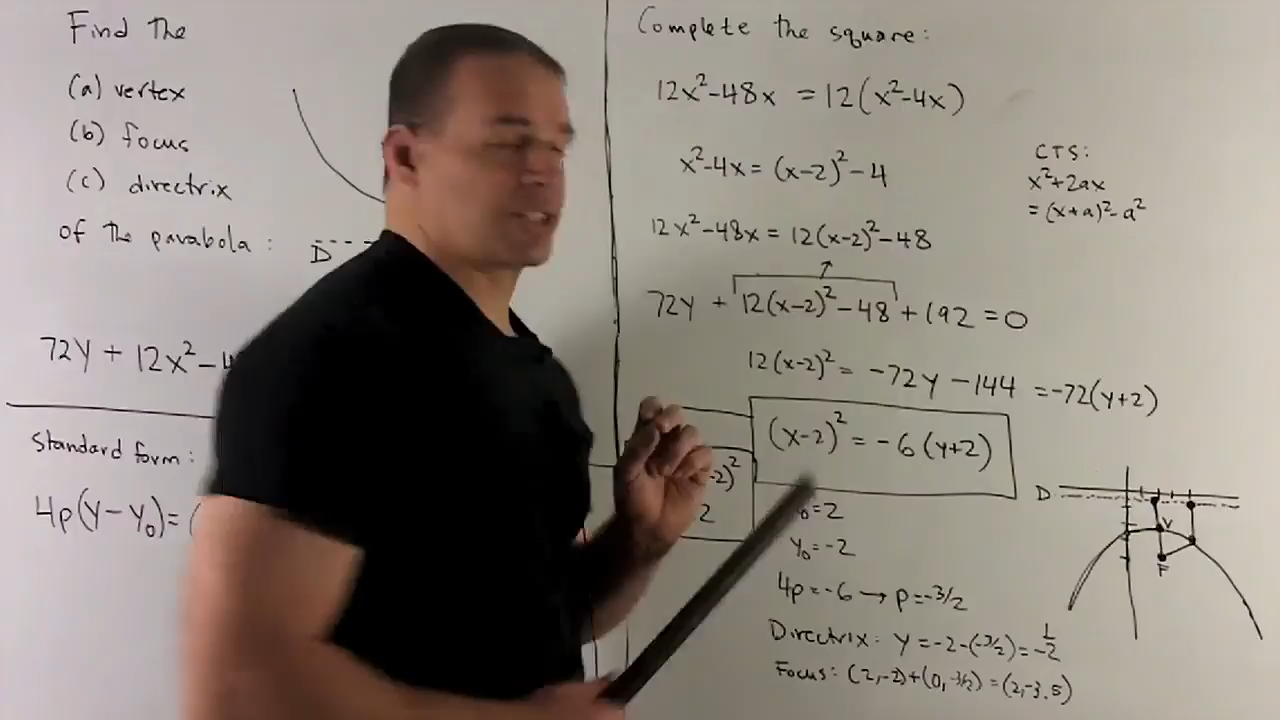 Find The
(a) vertex
(b) focus
(c) directrix
of the parabola:
D
72y + 12x² - 4
Standard form:
4p(y - y₀) = (
Complete the square:
12x² - 48x = 12(x² - 4x)
x² - 4x = (x-2)² - 4
12x² - 48x = 12(x-2)² - 48
72y + 12(x-2)² - 48 + 192 = 0
12(x-2)² = -72y - 144 = -72(y+2)
(x-2)² = -6(y+2)
-2)²
2
₀ = 2
y₀ = -2
4p = -6 → p = -3/2
Directrix: y = -2 - (-3/2) = -1/2
Focus: (2, -2) + (0, -3/2) = (2, -3.5)
CTS:
x² + 2ax
= (x+a)² - a²
D
V
F